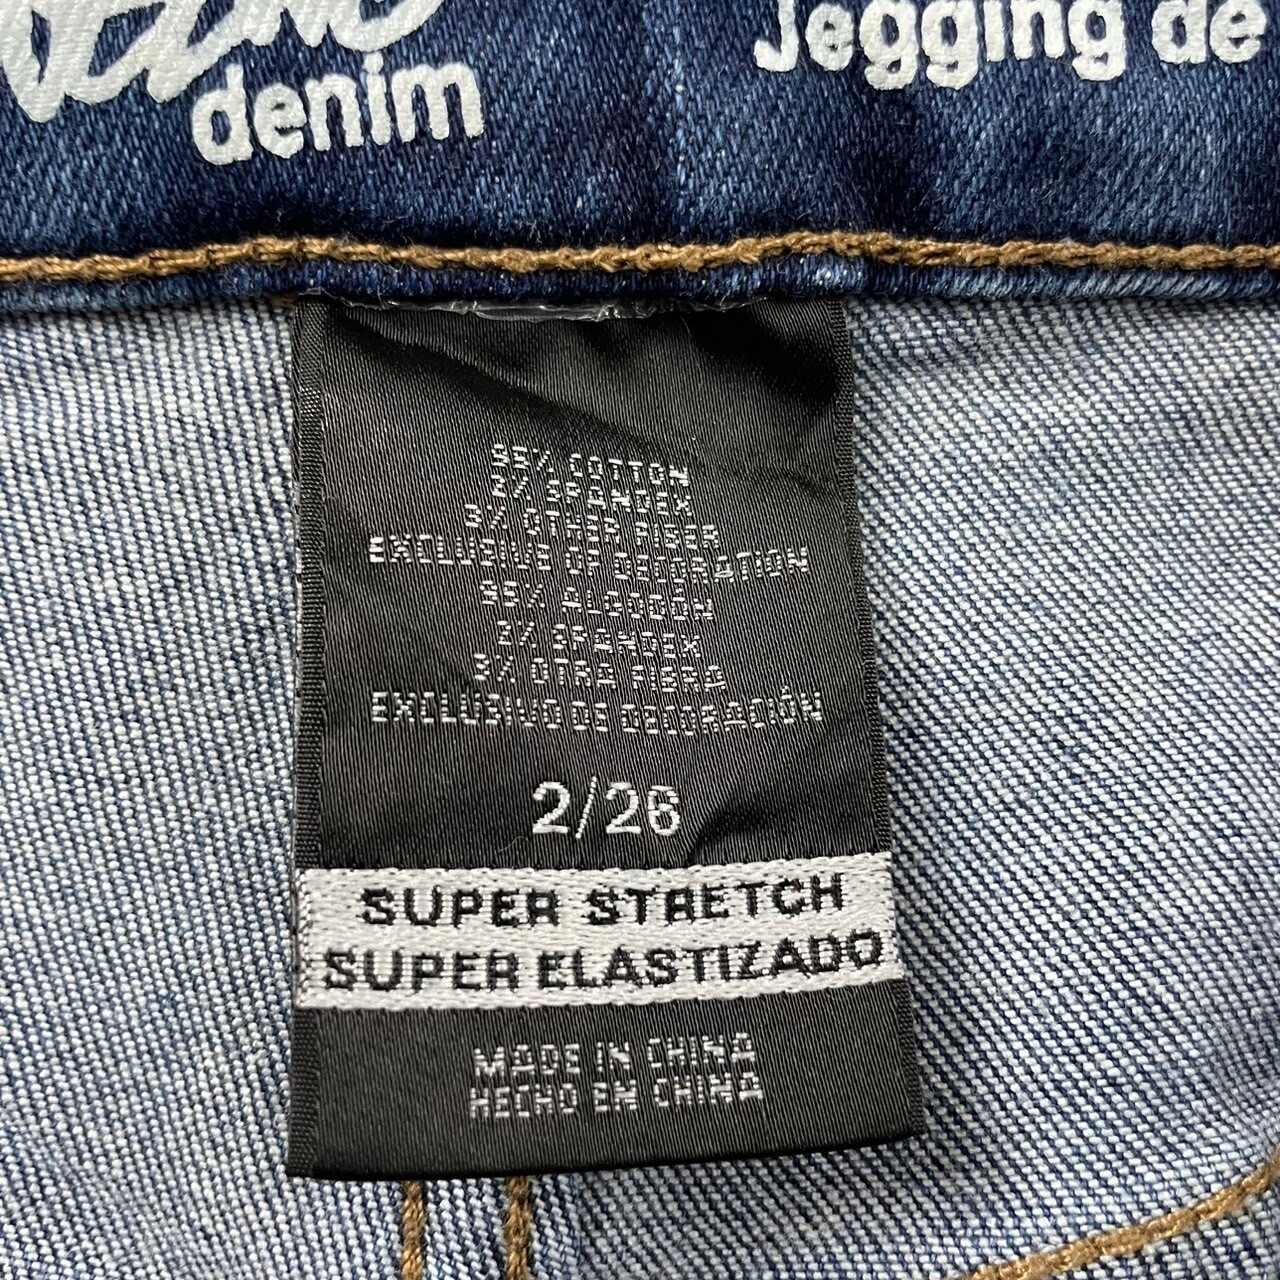 denim
Jegging de
95% COTTON
2% SPANDEX
3% OTHER FIBER
EXCLUSIVE OF DECORATION
95% ALGODÓN
2% SPANDEX
3% OTRA FIBRA
EXCLUSIVO DE DECORACIÓN
2/26
SUPER STRETCH
SUPER ELASTIZADO
MADE IN CHINA
HECHO EN CHINA